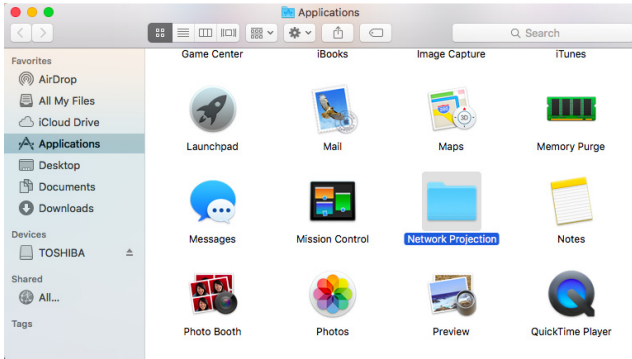 Applications
Search
Favorites
AirDrop
All My Files
iCloud Drive
Applications
Desktop
Documents
Downloads
Devices
TOSHIBA
Shared
All...
Tags
Game Center iBooks Image Capture iTunes
Launchpad Mail Maps Memory Purge
3D
Messages Mission Control Network Projection Notes
Photo Booth Photos Preview QuickTime Player